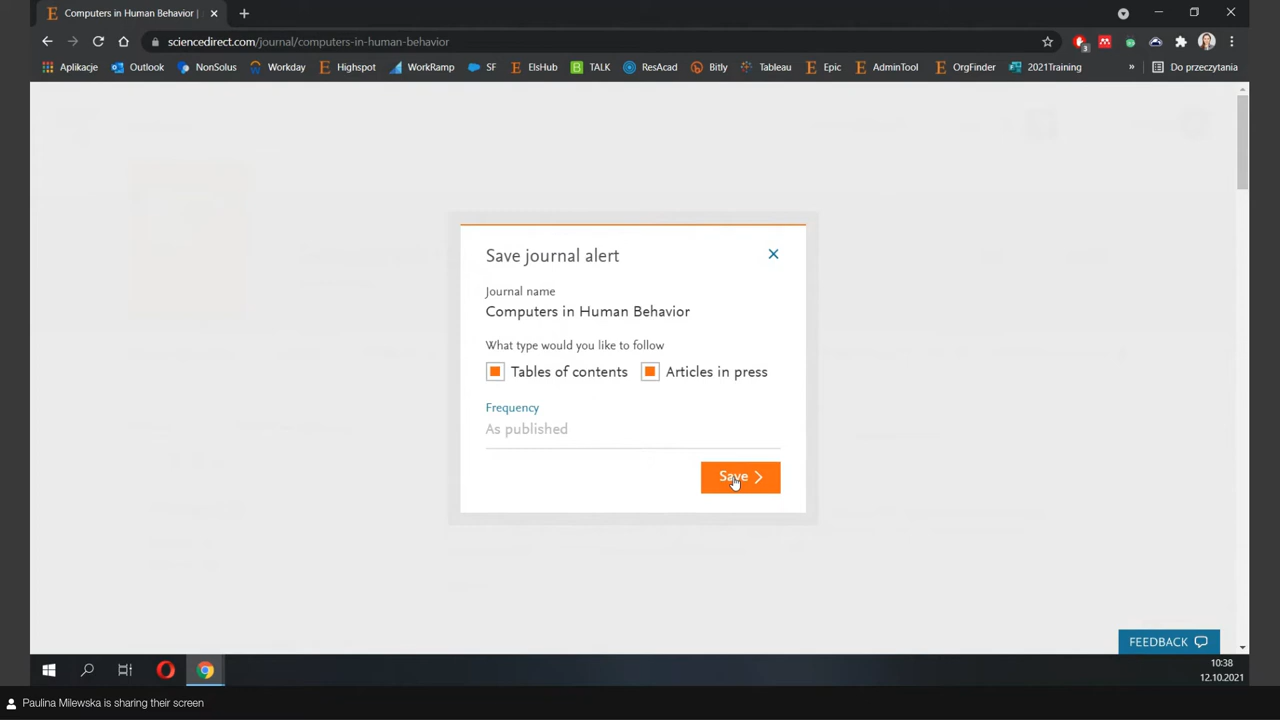 Computers in Human Behavior |
sciencedirect.com/journal/computers-in-human-behavior
3
Aplikacje Outlook NonSolus Workday Highspot WorkRamp SF ElsHub TALK ResAcad Bitly Tableau Epic AdminTool OrgFinder 2021Training » Do przeczytania
Save journal alert
Journal name
Computers in Human Behavior
What type would you like to follow
Tables of contents Articles in press
Frequency
As published
Save
FEEDBACK
10:38
12.10.2021
Paulina Milewska is sharing their screen